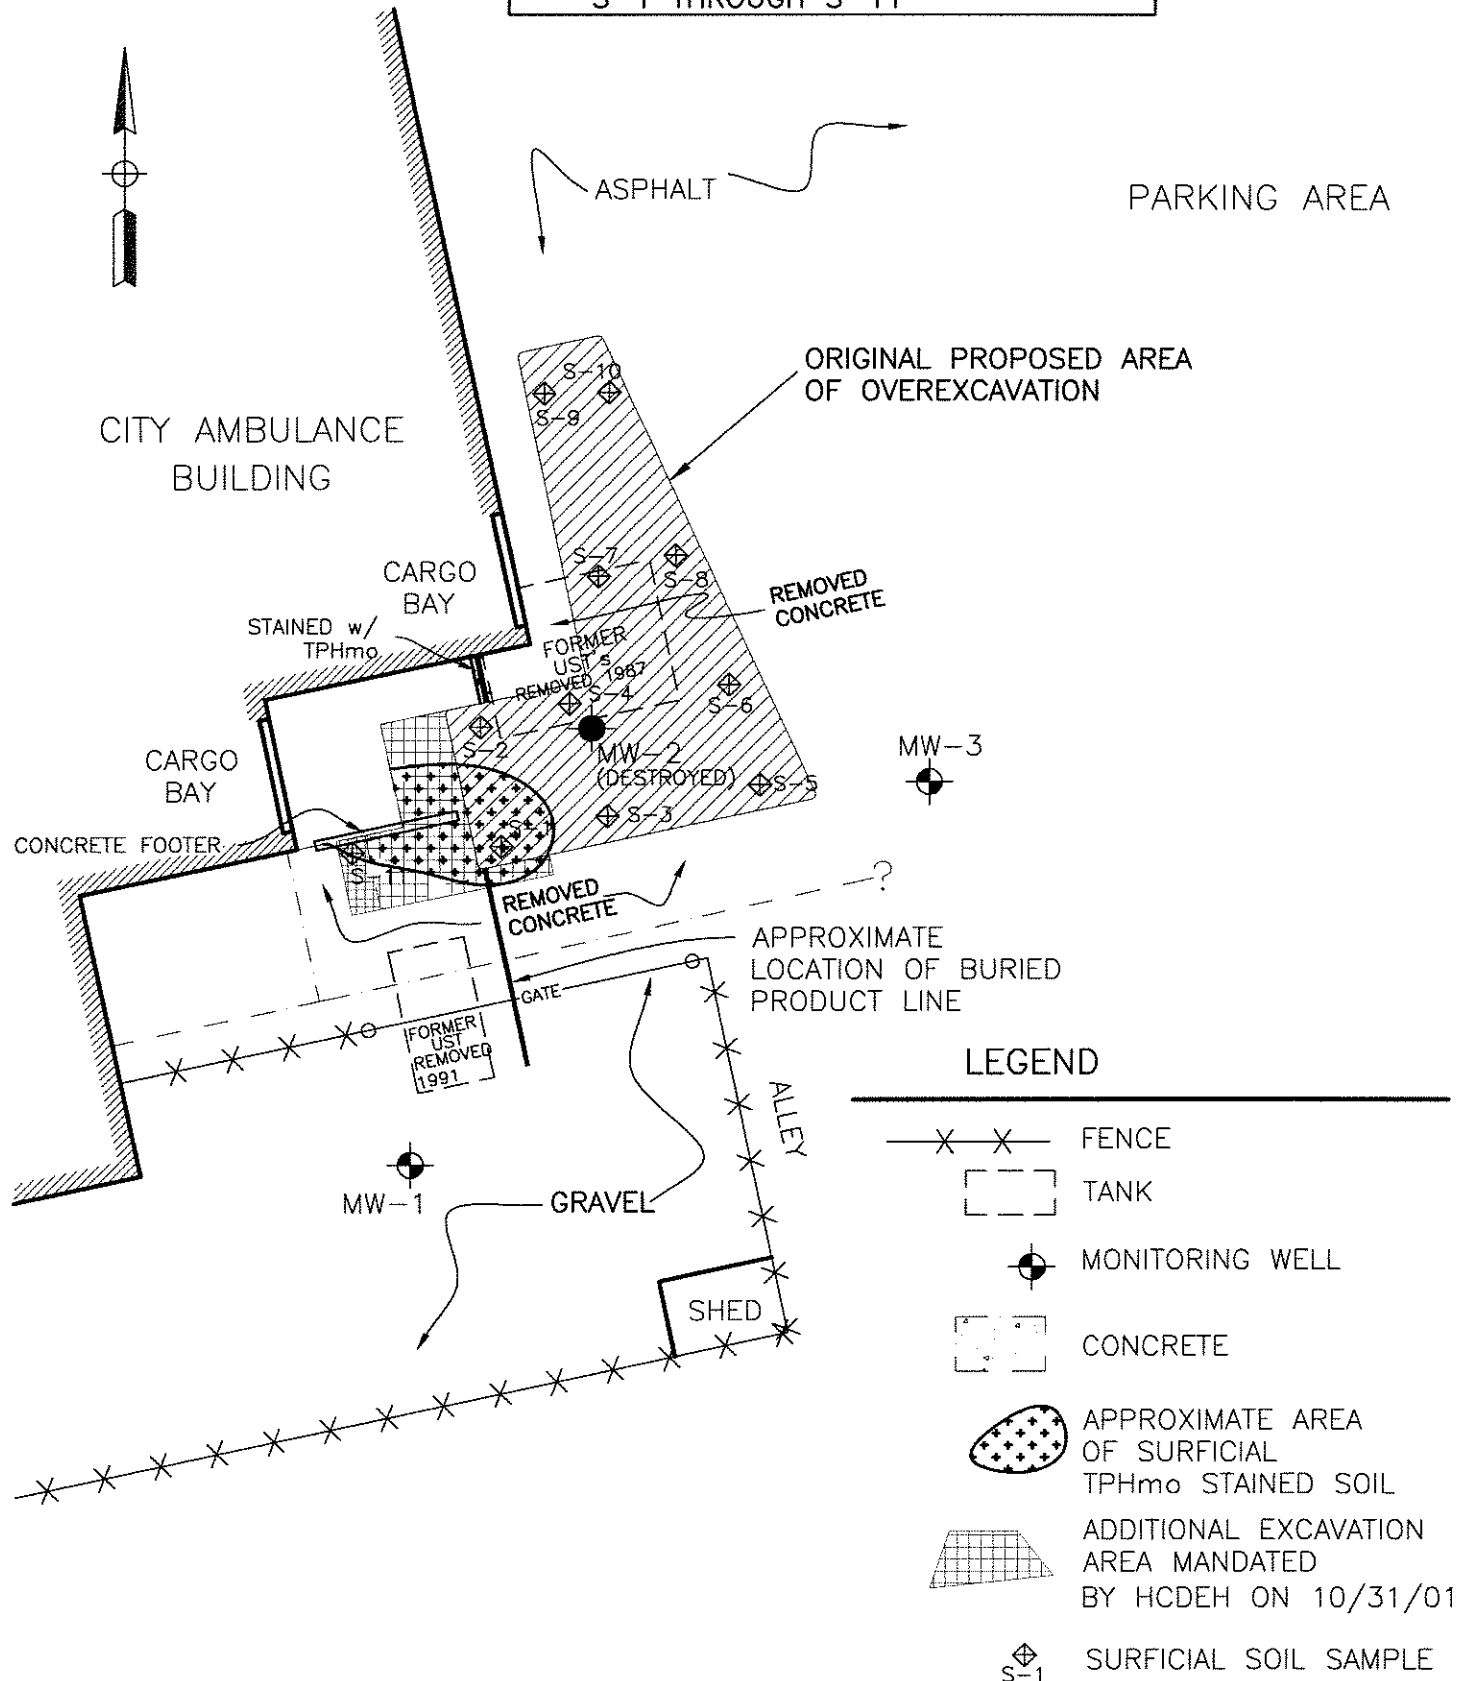 S-1 THROUGH S-11
ASPHALT
PARKING AREA
ORIGINAL PROPOSED AREA
OF OVEREXCAVATION
S-10
S-9
CITY AMBULANCE
BUILDING
S-7
S-8
CARGO
BAY
REMOVED
CONCRETE
STAINED w/
TPHmo
FORMER
UST's
REMOVED 1987
S-4
S-6
S-2
MW-2
(DESTROYED)
MW-3
CARGO
BAY
S-5
S-3
CONCRETE FOOTER
S-1
REMOVED
CONCRETE
?
APPROXIMATE
LOCATION OF BURIED
PRODUCT LINE
GATE
FORMER
UST
REMOVED
1991
ALLEY
MW-1
GRAVEL
SHED
LEGEND
FENCE
TANK
MONITORING WELL
CONCRETE
APPROXIMATE AREA
OF SURFICIAL
TPHmo STAINED SOIL
ADDITIONAL EXCAVATION
AREA MANDATED
BY HCDEH ON 10/31/01
S-1
SURFICIAL SOIL SAMPLE